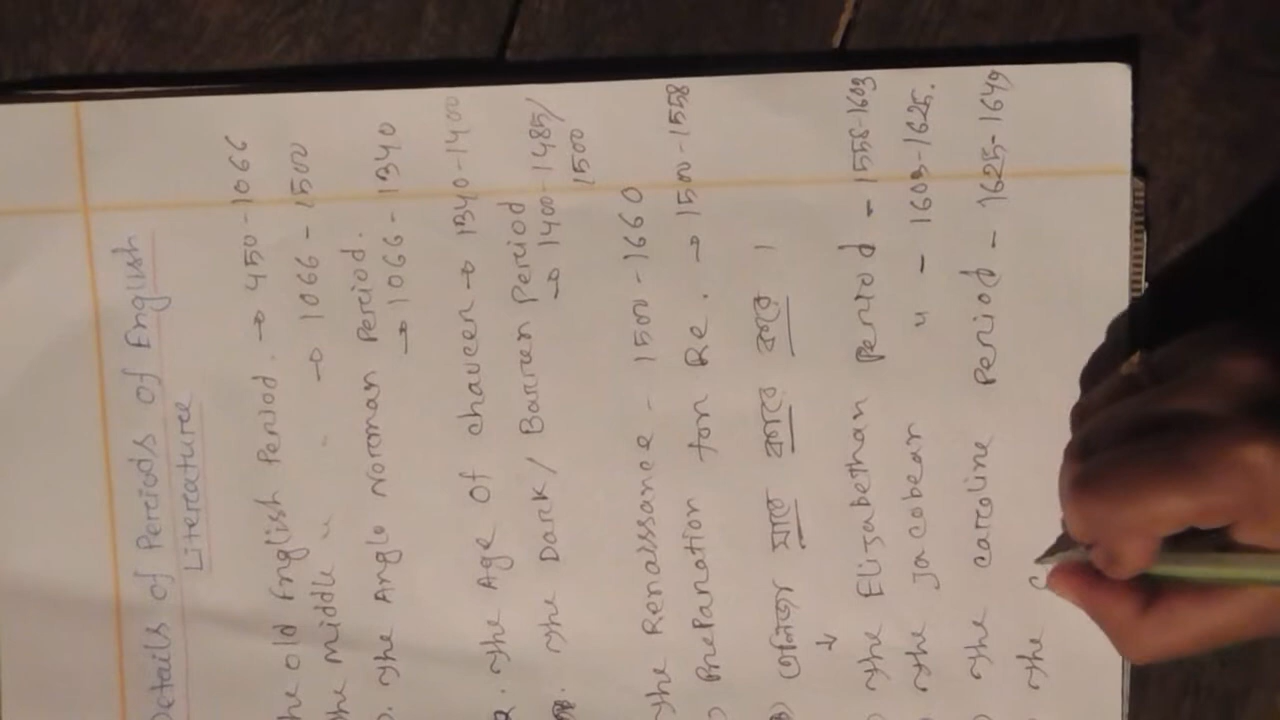 Details of Periods of English
Literature
The old English Period. → 450-1066
The middle " " → 1066 - 1500
). The Anglo Norman Period.
→ 1066 - 1340
2. The Age of chaucer → 1340-1400
The Dark / Barren Period
→ 1400-1485/
1500
The Renaissance - 1500-1660
) PrePanation for Re. → 1500-1558
কারে কারে ।
↓
) The Elizabethan Period - 1558-1603
) The Jacobean " - 1603-1625.
) The caroline Period - 1625-1649
) The